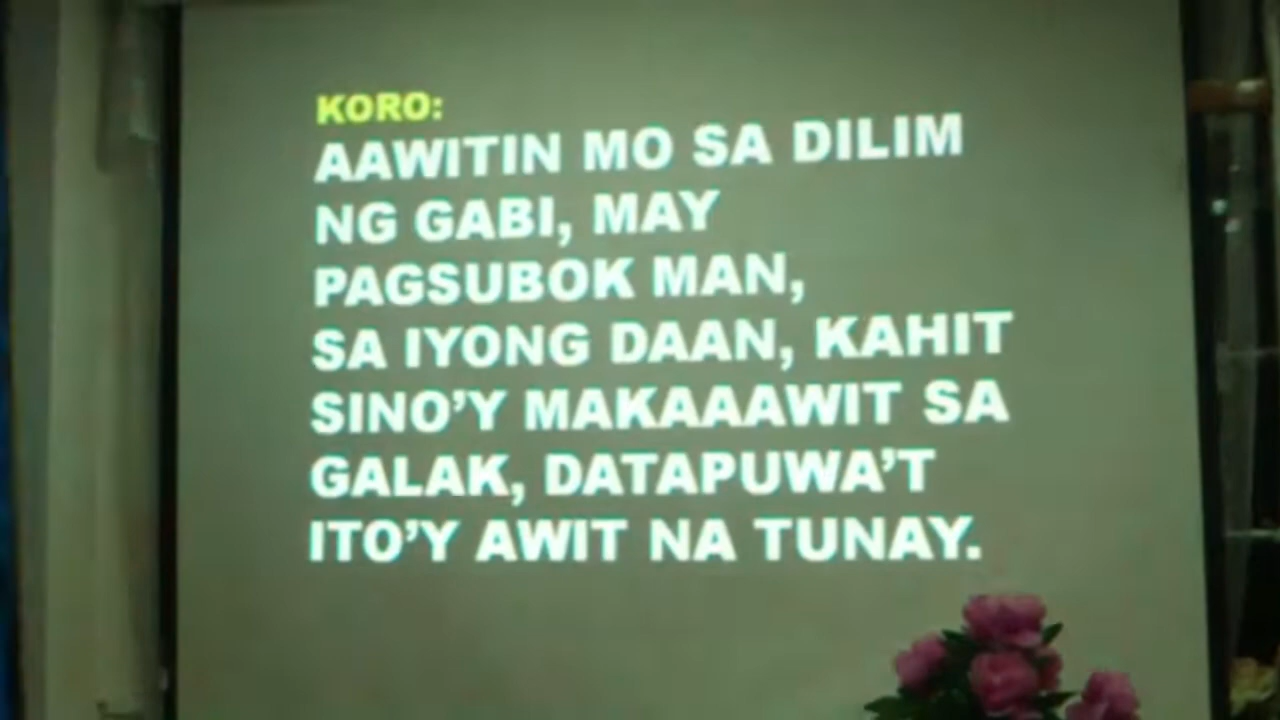 KORO:
AAWITIN MO SA DILIM
NG GABI, MAY
PAGSUBOK MAN,
SA IYONG DAAN, KAHIT
SINO’Y MAKAAAWIT SA
GALAK, DATAPUWA’T
ITO’Y AWIT NA TUNAY.